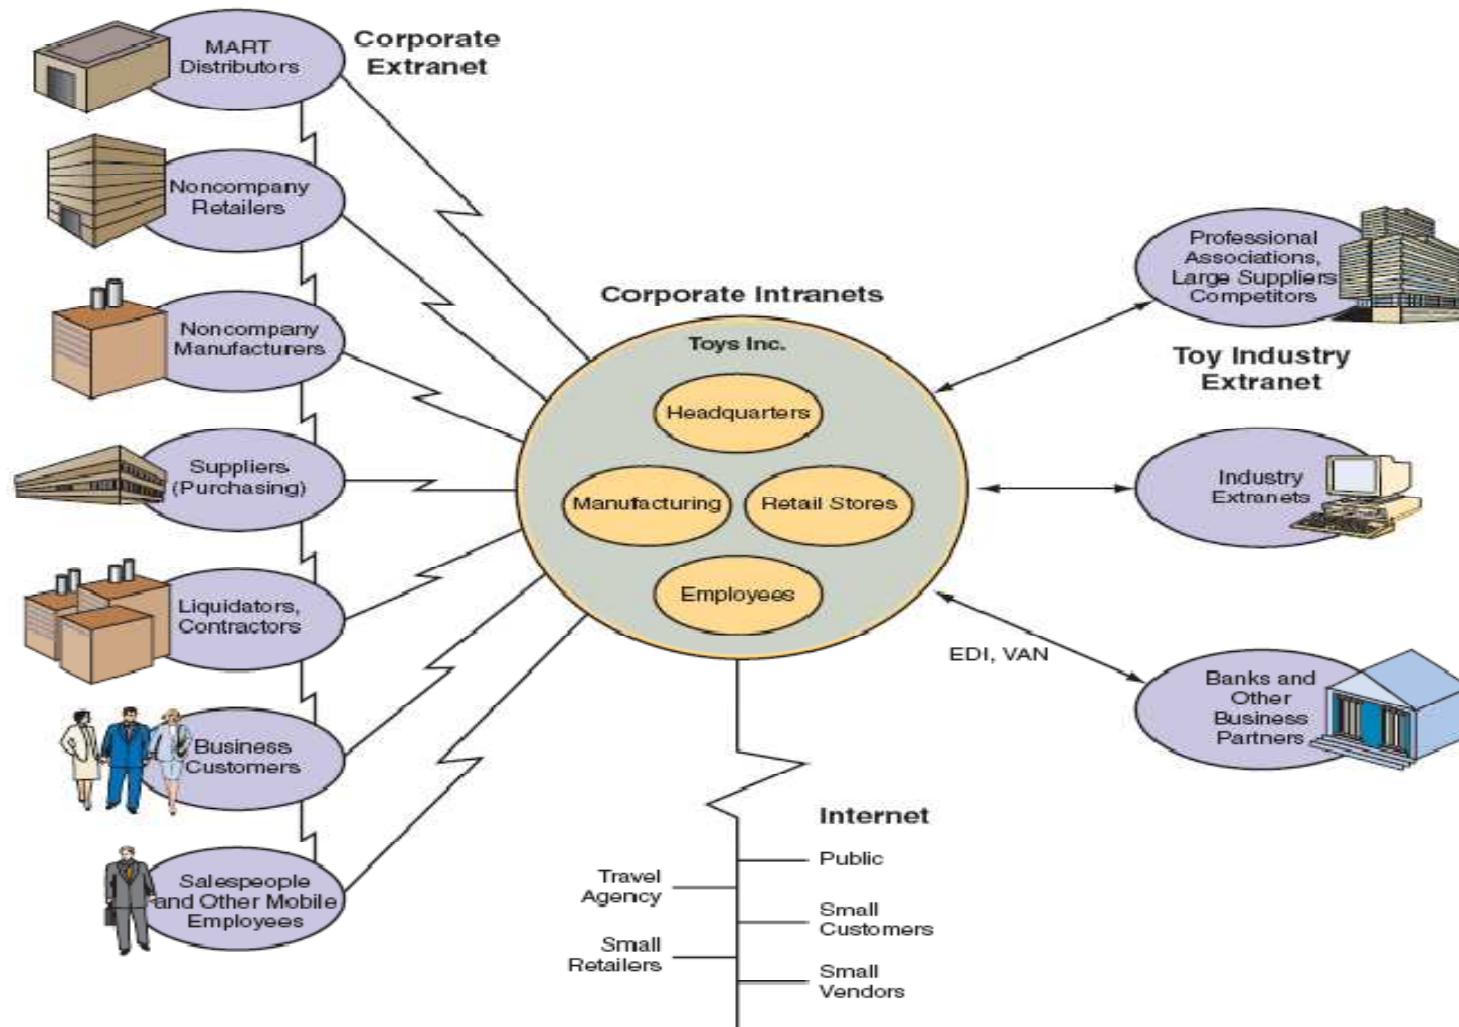 Corporate
Extranet
MART
Distributors
Noncompany
Retailers
Noncompany
Manufacturers
Suppliers
(Purchasing)
Liquidators,
Contractors
Business
Customers
Salespeople
and Other Mobile
Employees
Corporate Intranets
Toys Inc.
Headquarters
Manufacturing
Retail Stores
Employees
Professional
Associations,
Large Suppliers
Competitors
Toy Industry
Extranet
Industry
Extranets
EDI, VAN
Banks and
Other
Business
Partners
Internet
Public
Travel
Agency
Small
Customers
Small
Retailers
Small
Vendors